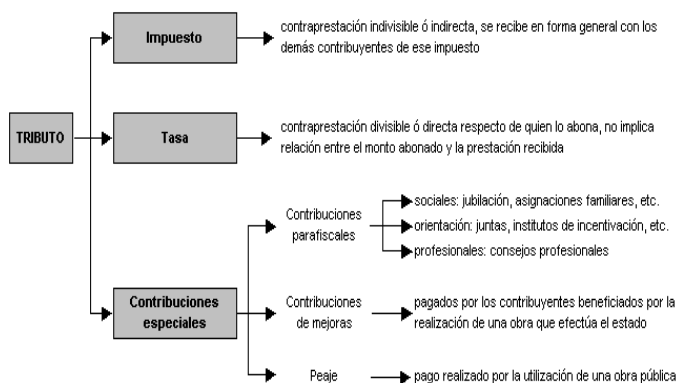 Impuesto
contraprestación indivisible ó indirecta, se recibe en forma general con los
demás contribuyentes de ese impuesto
TRIBUTO
Tasa
contraprestación divisible ó directa respecto de quien lo abona, no implica
relación entre el monto abonado y la prestación recibida
Contribuciones
especiales
Contribuciones
parafiscales
sociales: jubilación, asignaciones familiares, etc.
orientación: juntas, institutos de incentivación, etc.
profesionales: consejos profesionales
Contribuciones
de mejoras
pagados por los contribuyentes beneficiados por la
realización de una obra que efectúa el estado
Peaje
pago realizado por la utilización de una obra pública